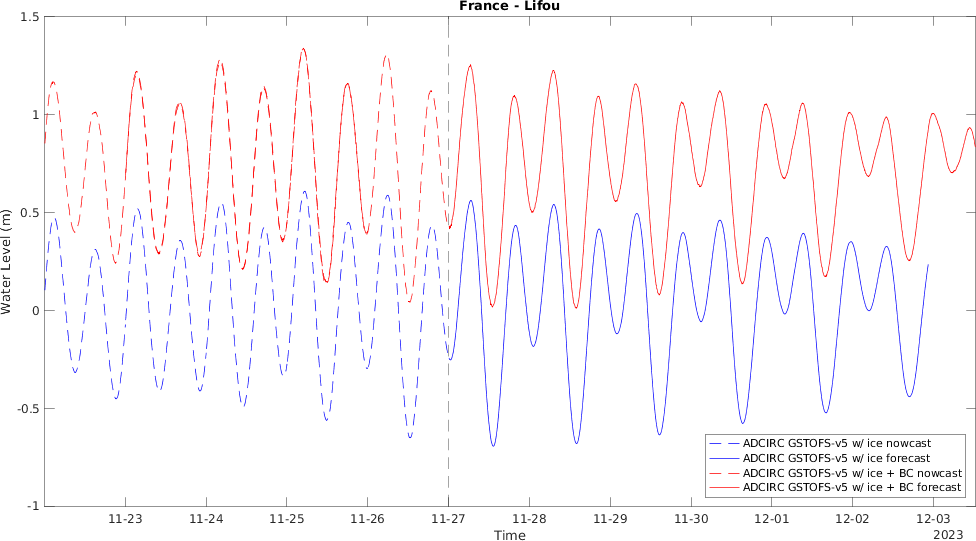 France - Lifou
1.5
1
0.5
0
-0.5
-1
Water Level (m)
11-23 11-24 11-25 11-26 11-27 11-28 11-29 11-30 12-01 12-02 12-03
Time
2023
ADCIRC GSTOFS-v5 w/ ice nowcast
ADCIRC GSTOFS-v5 w/ ice forecast
ADCIRC GSTOFS-v5 w/ ice + BC nowcast
ADCIRC GSTOFS-v5 w/ ice + BC forecast